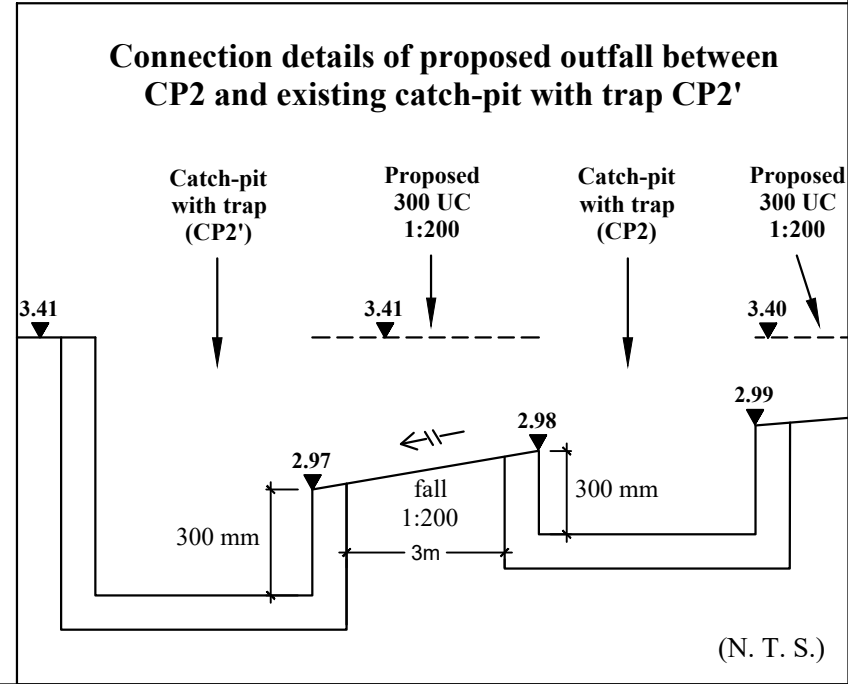 Connection details of proposed outfall between
CP2 and existing catch-pit with trap CP2'
Catch-pit
with trap
(CP2')
Proposed
300 UC
1:200
Catch-pit
with trap
(CP2)
Proposed
300 UC
1:200
3.41
3.41
3.40
2.99
2.98
2.97
300 mm
fall
1:200
3m
300 mm
(N. T. S.)